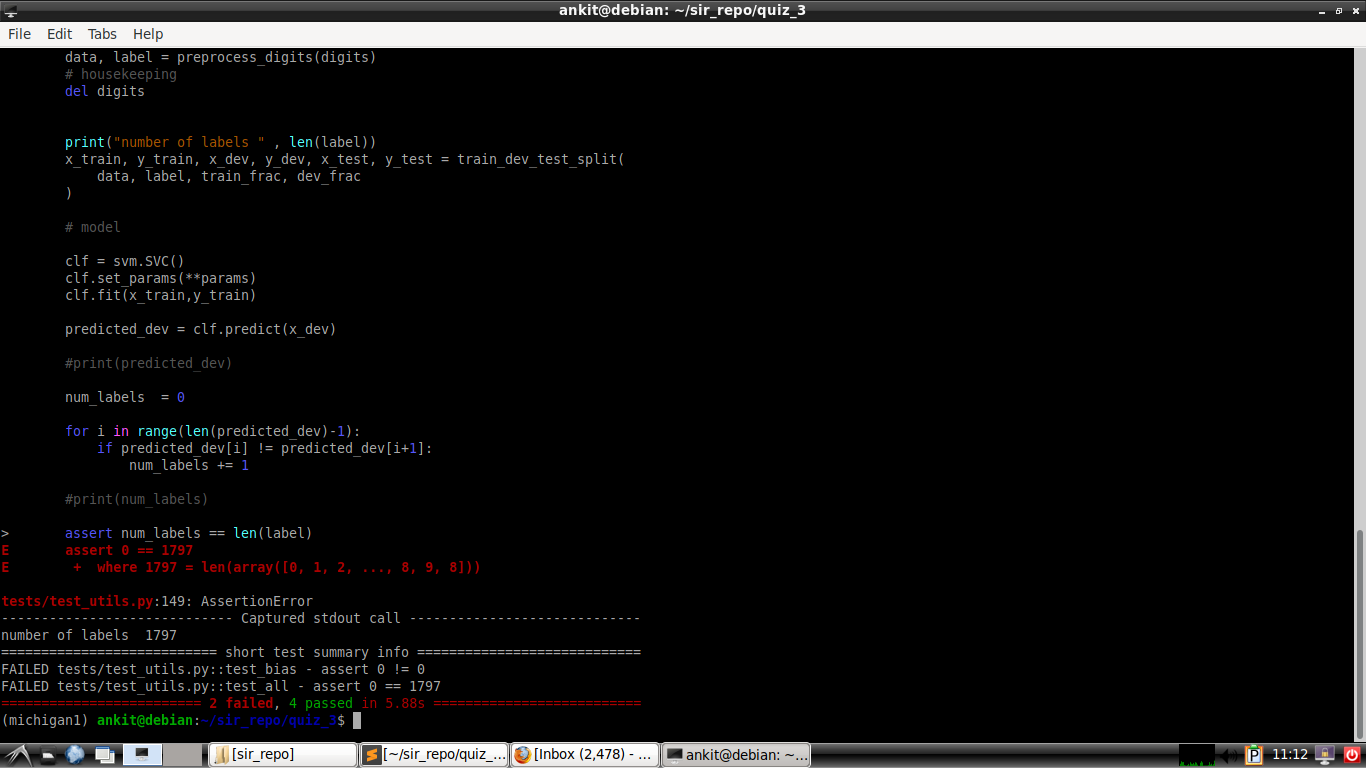 ankit@debian: ~/sir_repo/quiz_3
File Edit Tabs Help
data, label = preprocess_digits(digits)
# housekeeping
del digits
print("number of labels " , len(label))
x_train, y_train, x_dev, y_dev, x_test, y_test = train_dev_test_split(
data, label, train_frac, dev_frac
)
# model
clf = svm.SVC()
clf.set_params(**params)
clf.fit(x_train,y_train)
predicted_dev = clf.predict(x_dev)
#print(predicted_dev)
num_labels  = 0
for i in range(len(predicted_dev)-1):
if predicted_dev[i] != predicted_dev[i+1]:
num_labels += 1
#print(num_labels)
> assert num_labels == len(label)
E assert 0 == 1797
E +  where 1797 = len(array([0, 1, 2, ..., 8, 9, 8]))
tests/test_utils.py:149: AssertionError
---------------------------- Captured stdout call ----------------------------
number of labels  1797
=========================== short test summary info ============================
FAILED tests/test_utils.py::test_bias - assert 0 != 0
FAILED tests/test_utils.py::test_all - assert 0 == 1797
========================= 2 failed, 4 passed in 5.88s ==========================
(michigan1) ankit@debian:~/sir_repo/quiz_3$
[sir_repo] [~/sir_repo/quiz_... [Inbox (2,478) - ... ankit@debian: ~... P 11:12